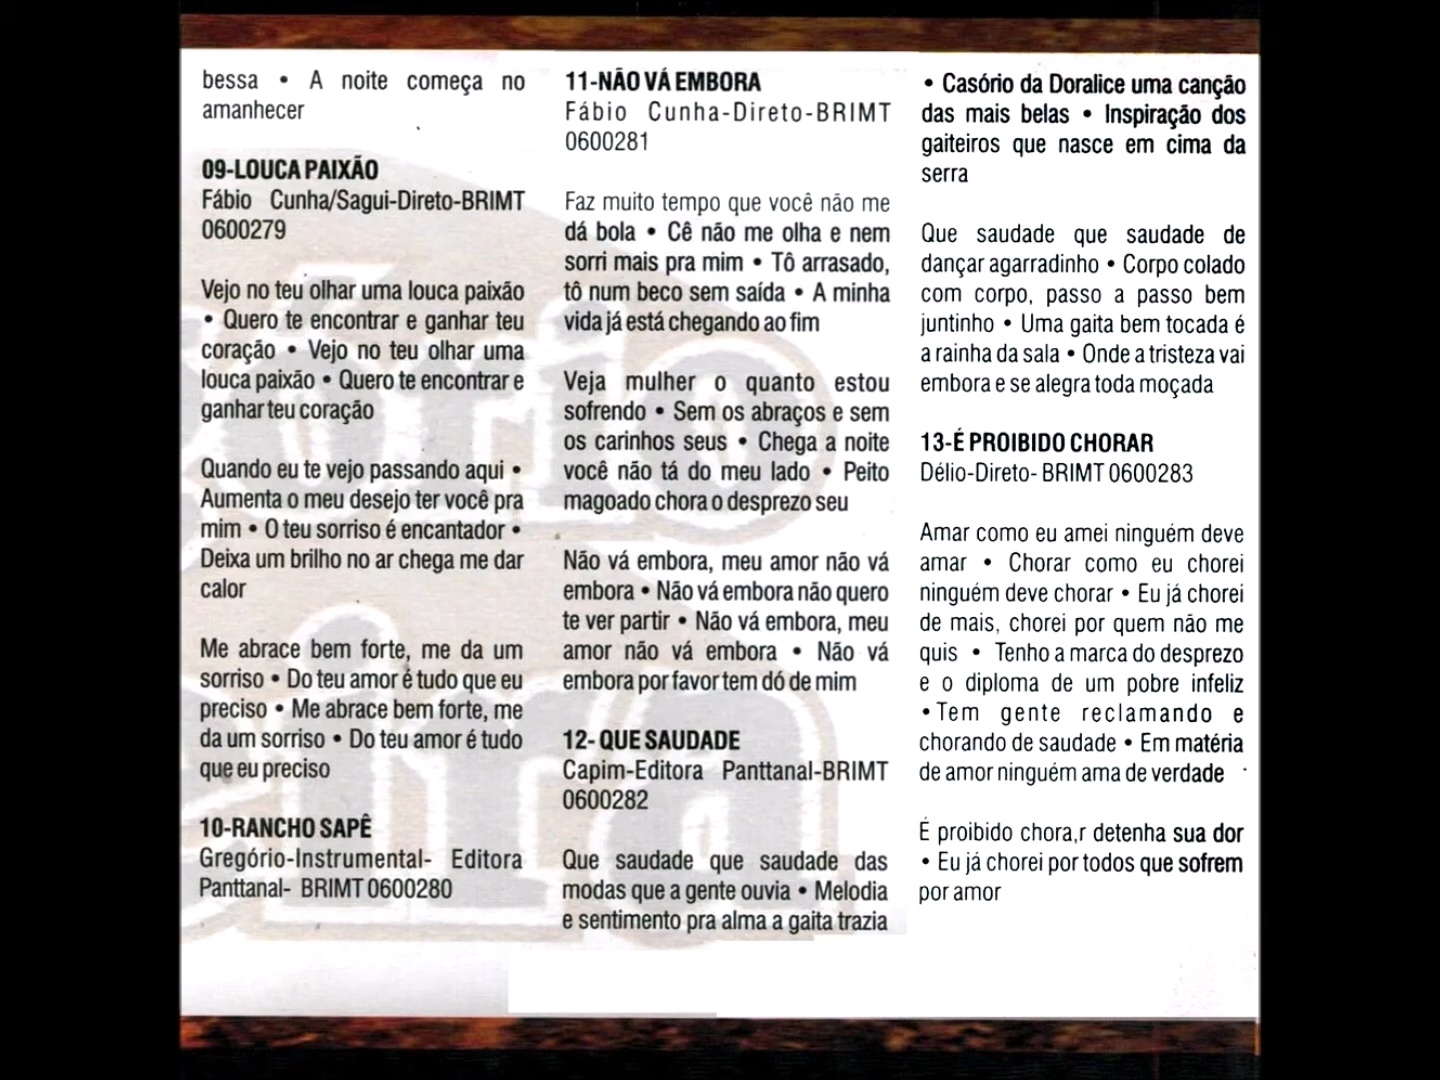 bessa • A noite começa no
amanhecer
09-LOUCA PAIXÃO
Fábio Cunha/Sagui-Direto-BRIMT
0600279
Vejo no teu olhar uma louca paixão
• Quero te encontrar e ganhar teu
coração • Vejo no teu olhar uma
louca paixão • Quero te encontrar e
ganhar teu coração
Quando eu te vejo passando aqui •
Aumenta o meu desejo ter você pra
mim • O teu sorriso é encantador •
Deixa um brilho no ar chega me dar
calor
Me abrace bem forte, me da um
sorriso • Do teu amor é tudo que eu
preciso • Me abrace bem forte, me
da um sorriso • Do teu amor é tudo
que eu preciso
10-RANCHO SAPÊ
Gregório-Instrumental- Editora
Panttanal- BRIMT 0600280
11-NÃO VÁ EMBORA
Fábio Cunha-Direto-BRIMT
0600281
Faz muito tempo que você não me
dá bola • Cê não me olha e nem
sorri mais pra mim • Tô arrasado,
tô num beco sem saída • A minha
vida já está chegando ao fim
Veja mulher o quanto estou
sofrendo • Sem os abraços e sem
os carinhos seus • Chega a noite
você não tá do meu lado • Peito
magoado chora o desprezo seu
Não vá embora, meu amor não vá
embora • Não vá embora não quero
te ver partir • Não vá embora, meu
amor não vá embora • Não vá
embora por favor tem dó de mim
12- QUE SAUDADE
Capim-Editora Panttanal-BRIMT
0600282
Que saudade que saudade das
modas que a gente ouvia • Melodia
e sentimento pra alma a gaita trazia
• Casório da Doralice uma canção
das mais belas • Inspiração dos
gaiteiros que nasce em cima da
serra
Que saudade que saudade de
dançar agarradinho • Corpo colado
com corpo, passo a passo bem
juntinho • Uma gaita bem tocada é
a rainha da sala • Onde a tristeza vai
embora e se alegra toda moçada
13-É PROIBIDO CHORAR
Délio-Direto- BRIMT 0600283
Amar como eu amei ninguém deve
amar • Chorar como eu chorei
ninguém deve chorar • Eu já chorei
de mais, chorei por quem não me
quis • Tenho a marca do desprezo
e o diploma de um pobre infeliz
• Tem gente reclamando e
chorando de saudade • Em matéria
de amor ninguém ama de verdade
É proibido chora,r detenha sua dor
• Eu já chorei por todos que sofrem
por amor